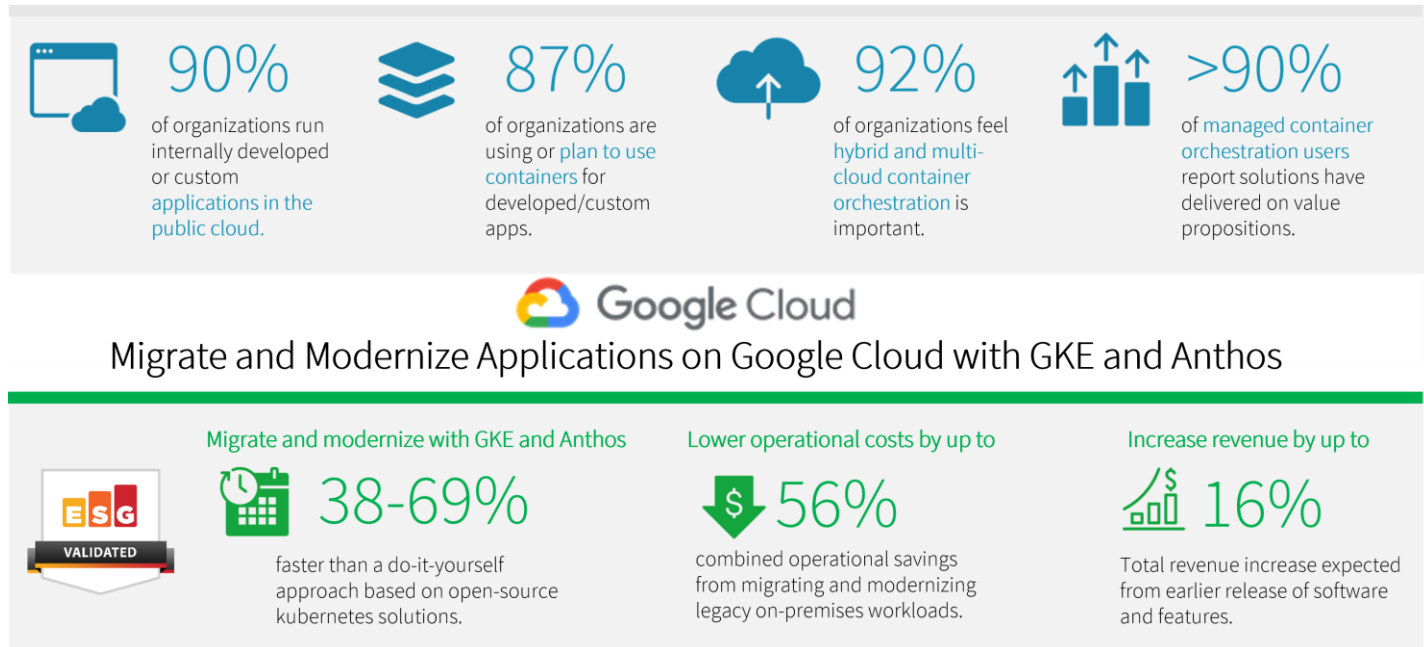 90%
of organizations run
internally developed
or custom
applications in the
public cloud.
87%
of organizations are
using or plan to use
containers for
developed/custom
apps.
92%
of organizations feel
hybrid and multi-
cloud container
orchestration is
important.
>90%
of managed container
orchestration users
report solutions have
delivered on value
propositions.
Google Cloud
Migrate and Modernize Applications on Google Cloud with GKE and Anthos
ESG
VALIDATED
Migrate and modernize with GKE and Anthos
38-69%
faster than a do-it-yourself
approach based on open-source
kubernetes solutions.
Lower operational costs by up to
$
56%
combined operational savings
from migrating and modernizing
legacy on-premises workloads.
Increase revenue by up to
$
16%
Total revenue increase expected
from earlier release of software
and features.